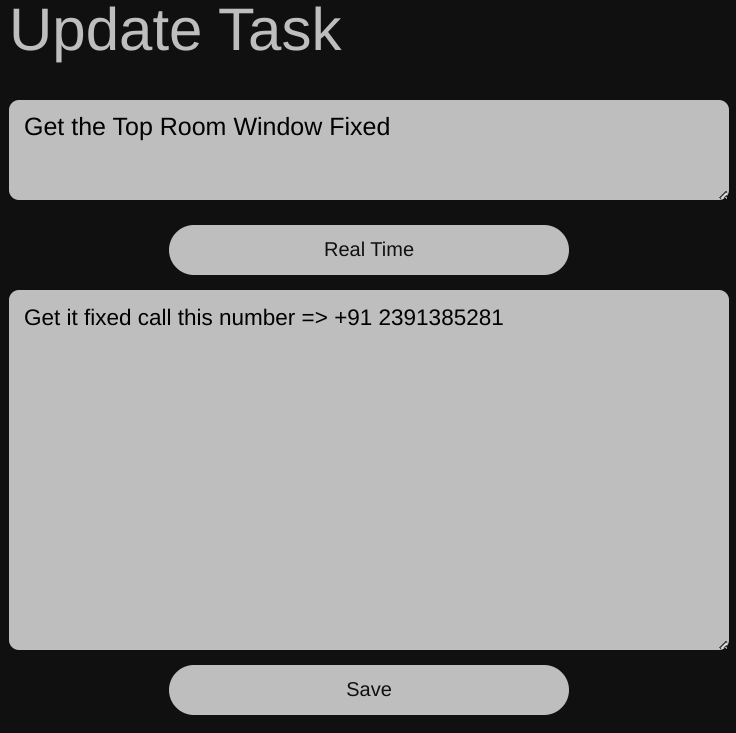 Update Task
Get the Top Room Window Fixed
Real Time
Get it fixed call this number => +91 2391385281
Save